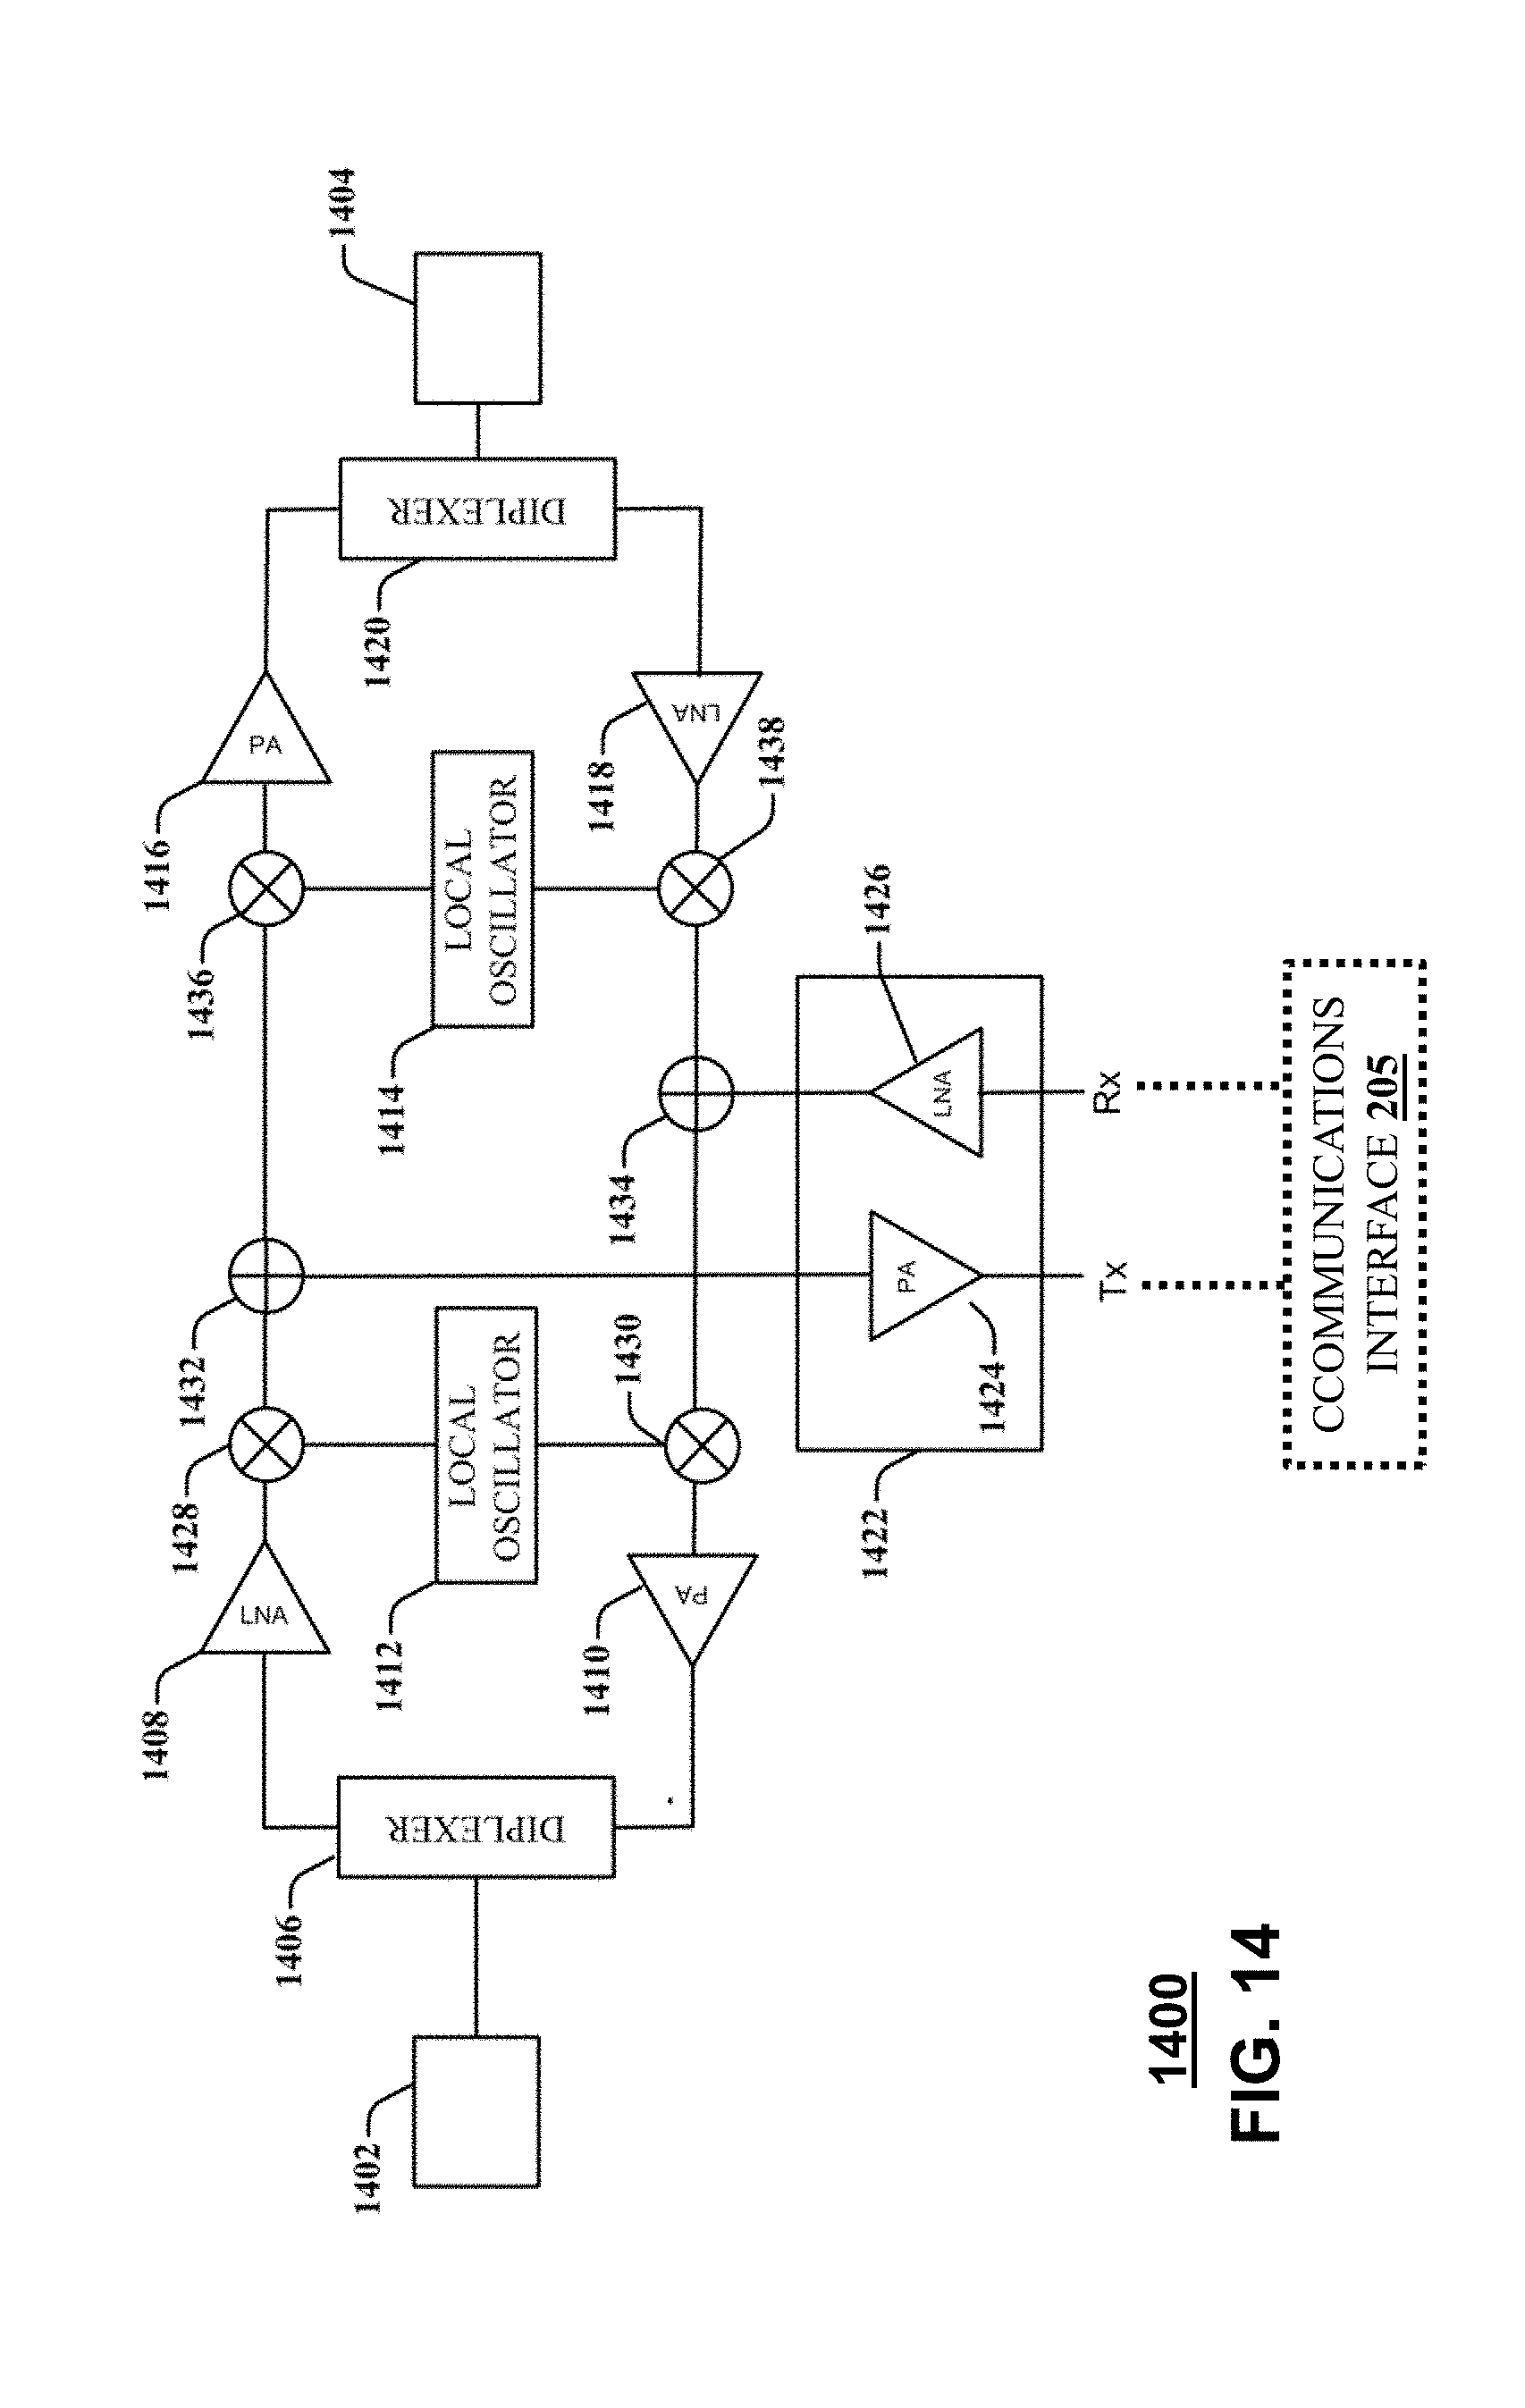 1404
DIPLEXER
1420
PA
1416
LNA
1418
1436
LOCAL
OSCILLATOR
1414
1438
1426
LNA
1434
Rx
1432
PA
1424
Tx
1422
CCOMMUNICATIONS
INTERFACE 205
1428
LOCAL
OSCILLATOR
1412
1430
LNA
1408
PA
1410
DIPLEXER
1406
1402
1400
FIG. 14